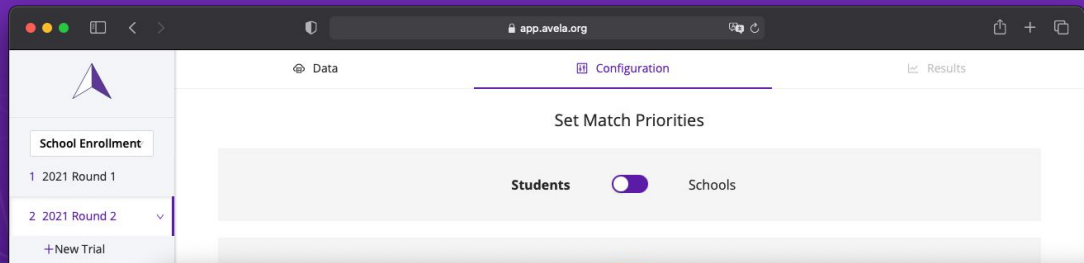 app.avela.org
Data
Configuration
Results
School Enrollment
1 2021 Round 1
2 2021 Round 2
+New Trial
Set Match Priorities
Students
Schools